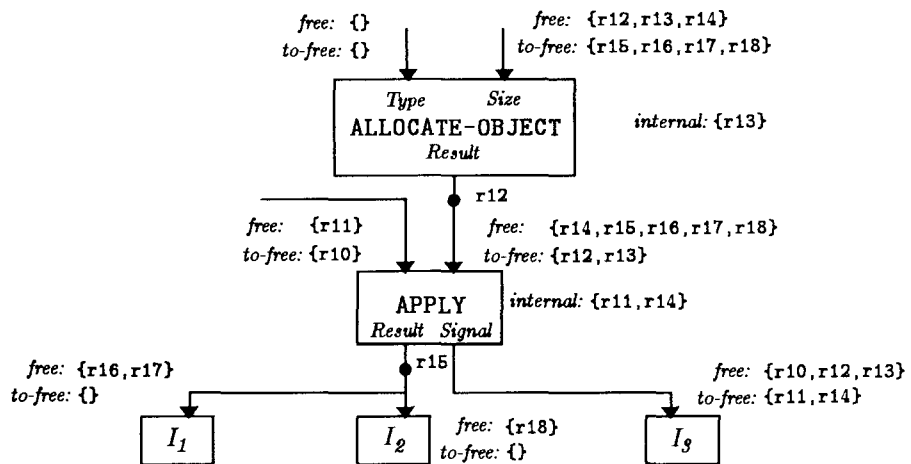 free: {}
to-free: {}
free: {r12,r13,r14}
to-free: {r15,r16,r17,r18}
Type Size
ALLOCATE-OBJECT
Result
internal: {r13}
r12
free: {r11}
to-free: {r10}
free: {r14,r15,r16,r17,r18}
to-free: {r12,r13}
APPLY
Result Signal
internal: {r11,r14}
r15
free: {r16,r17}
to-free: {}
free: {r10,r12,r13}
to-free: {r11,r14}
I1
I2
free: {r18}
to-free: {}
I3